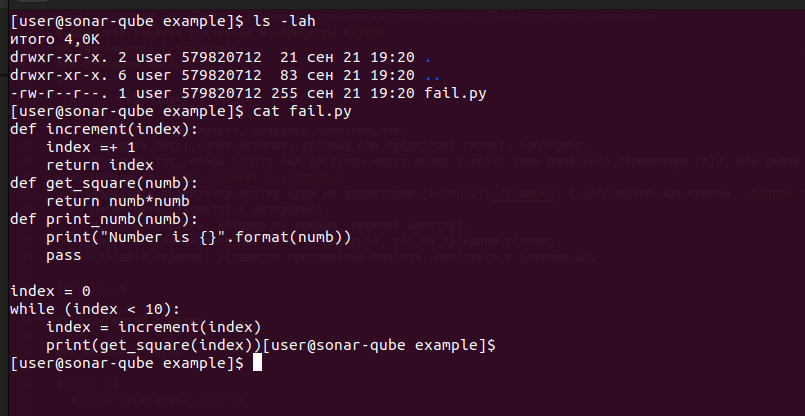 [user@sonar-qube example]$ ls -lah
итого 4,0K
drwxr-xr-x. 2 user 579820712  21 сен 21 19:20 .
drwxr-xr-x. 6 user 579820712  83 сен 21 19:20 ..
-rw-r--r--. 1 user 579820712 255 сен 21 19:20 fail.py
[user@sonar-qube example]$ cat fail.py
def increment(index):
    index =+ 1
    return index
def get_square(numb):
    return numb*numb
def print_numb(numb):
    print("Number is {}".format(numb))
    pass

index = 0
while (index < 10):
    index = increment(index)
    print(get_square(index))[user@sonar-qube example]$
[user@sonar-qube example]$